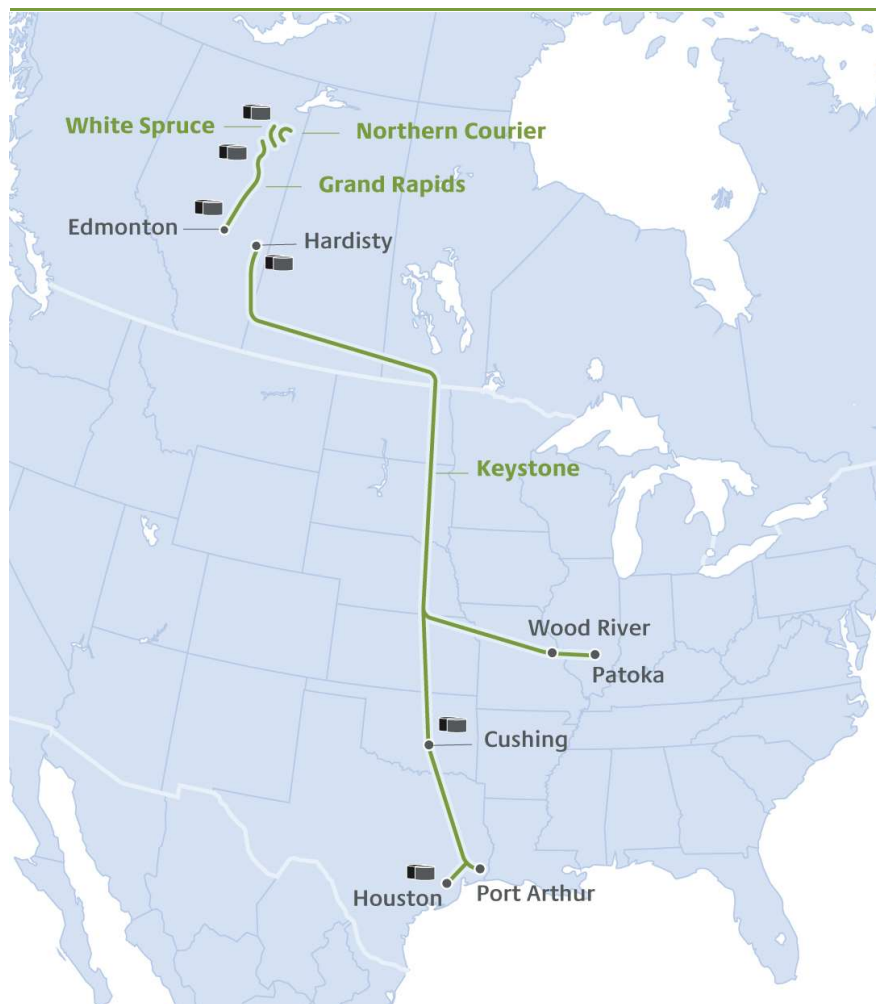 White Spruce
Northern Courier
Grand Rapids
Edmonton
Hardisty
Keystone
Wood River
Patoka
Cushing
Houston
Port Arthur